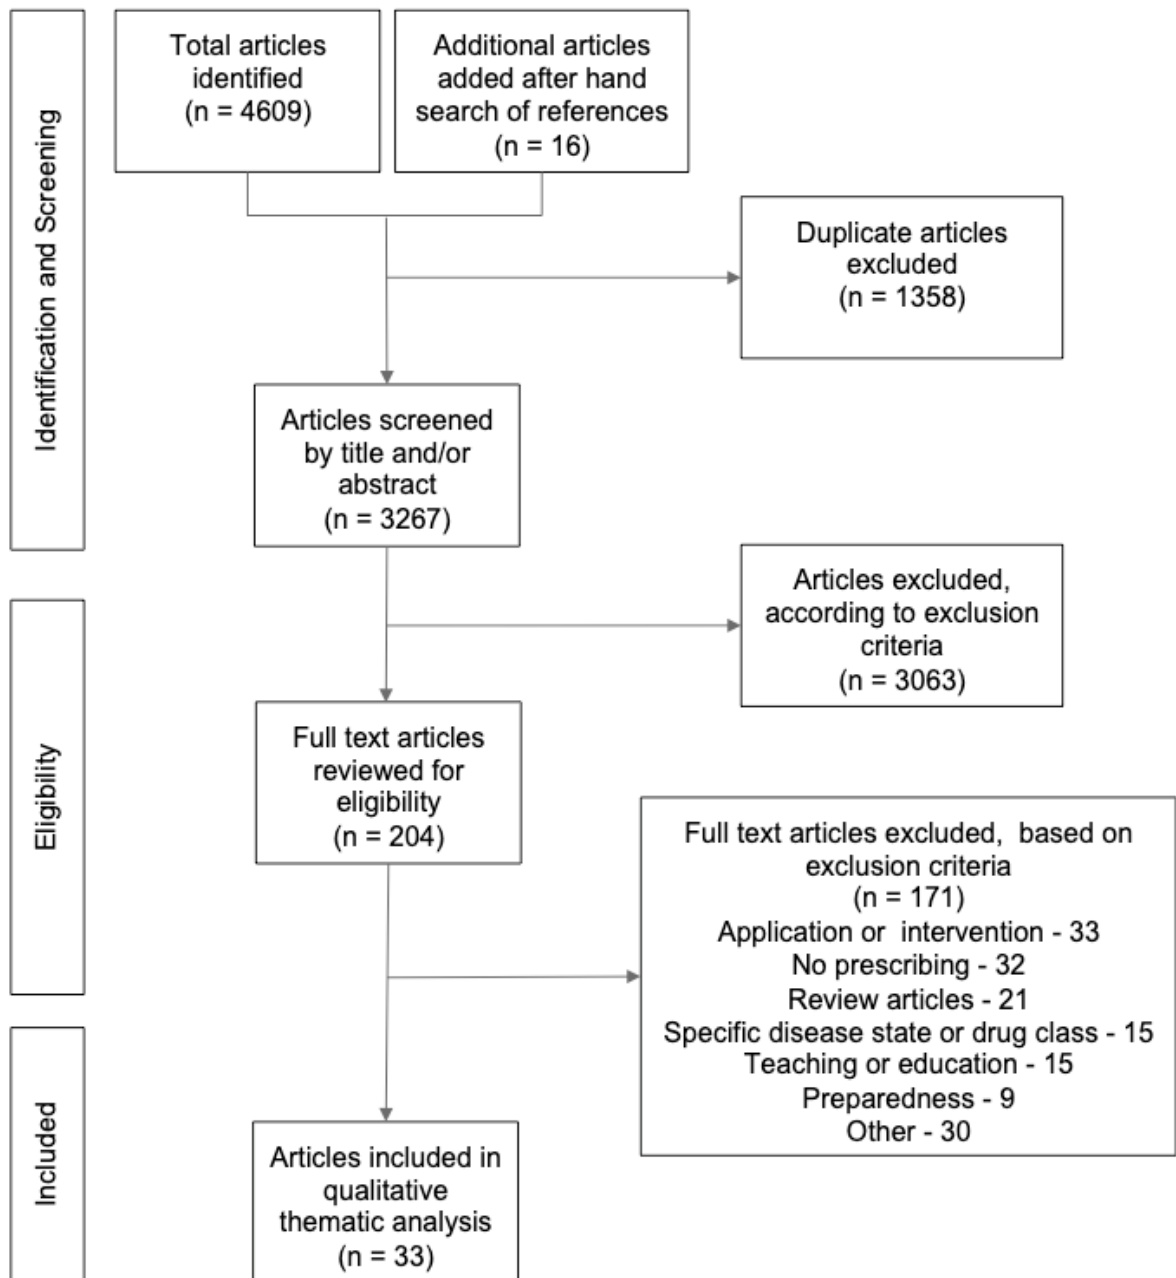 Identification and Screening
Total articles
identified
(n = 4609)
Additional articles
added after hand
search of references
(n = 16)
Duplicate articles
excluded
(n = 1358)
Articles screened
by title and/or
abstract
(n = 3267)
Eligibility
Articles excluded,
according to exclusion
criteria
(n = 3063)
Full text articles
reviewed for
eligibility
(n = 204)
Full text articles excluded, based on
exclusion criteria
(n = 171)
Application or intervention - 33
No prescribing - 32
Review articles - 21
Specific disease state or drug class - 15
Teaching or education - 15
Preparedness - 9
Other - 30
Included
Articles included in
qualitative
thematic analysis
(n = 33)